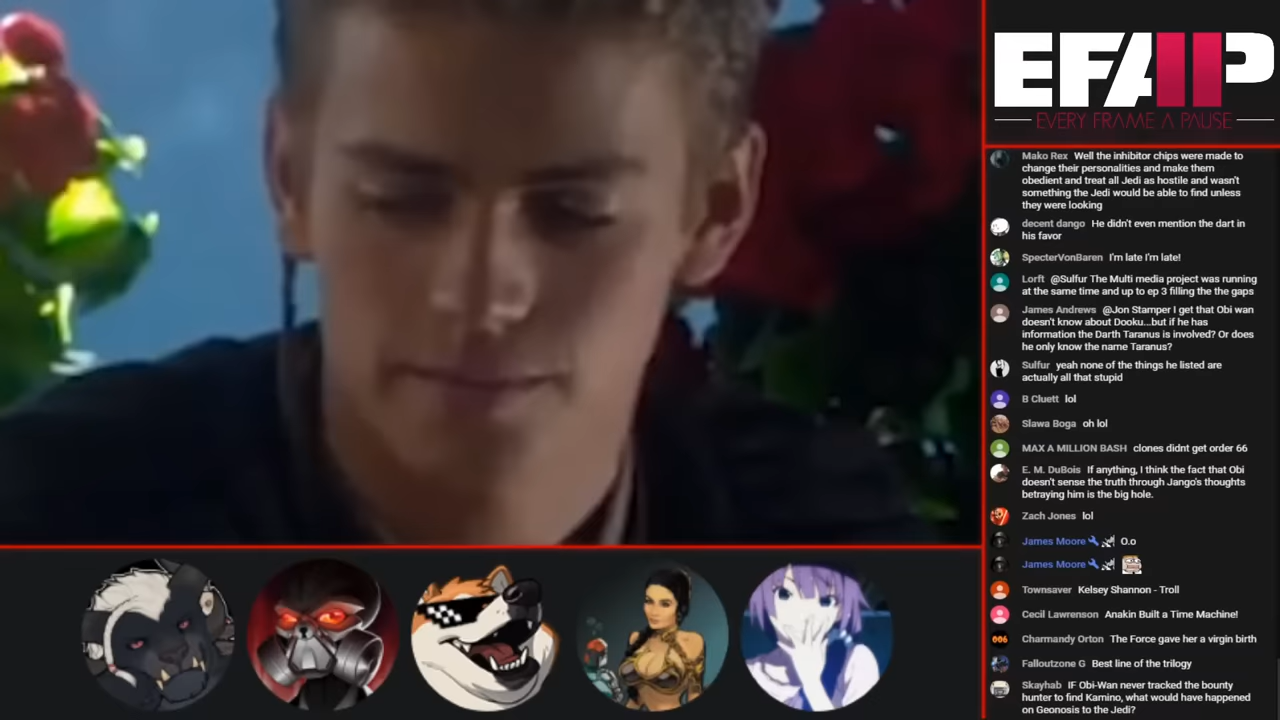 EFAP
EVERY FRAME A PAUSE
Mako Rex Well the inhibitor chips were made to
change their personalities and make them
obedient and treat all Jedi as hostile and wasn't
something the Jedi would be able to find unless
they were looking
decent dango He didn't even mention the dart in
his favor
SpecterVonBaren I'm late I'm late!
Lorft @Sulfur The Multi media project was running
at the same time and up to ep 3 filling the the gaps
James Andrews @Jon Stamper I get that Obi wan
doesn't know about Dooku...but if he has
information the Darth Taranus is involved? Or does
he only know the name Taranus?
Sulfur yeah none of the things he listed are
actually all that stupid
B Cluett lol
Slawa Boga oh lol
MAX A MILLION BASH clones didnt get order 66
E. M. DuBois If anything, I think the fact that Obi
doesn't sense the truth through Jango's thoughts
betraying him is the big hole.
Zach Jones lol
James Moore O.o
James Moore
Townsaver Kelsey Shannon - Troll
Cecil Lawrenson Anakin Built a Time Machine!
Charmandy Orton The Force gave her a virgin birth
Falloutzone G Best line of the trilogy
Skayhab IF Obi-Wan never tracked the bounty
hunter to find Kamino, what would have happened
on Geonosis to the Jedi?